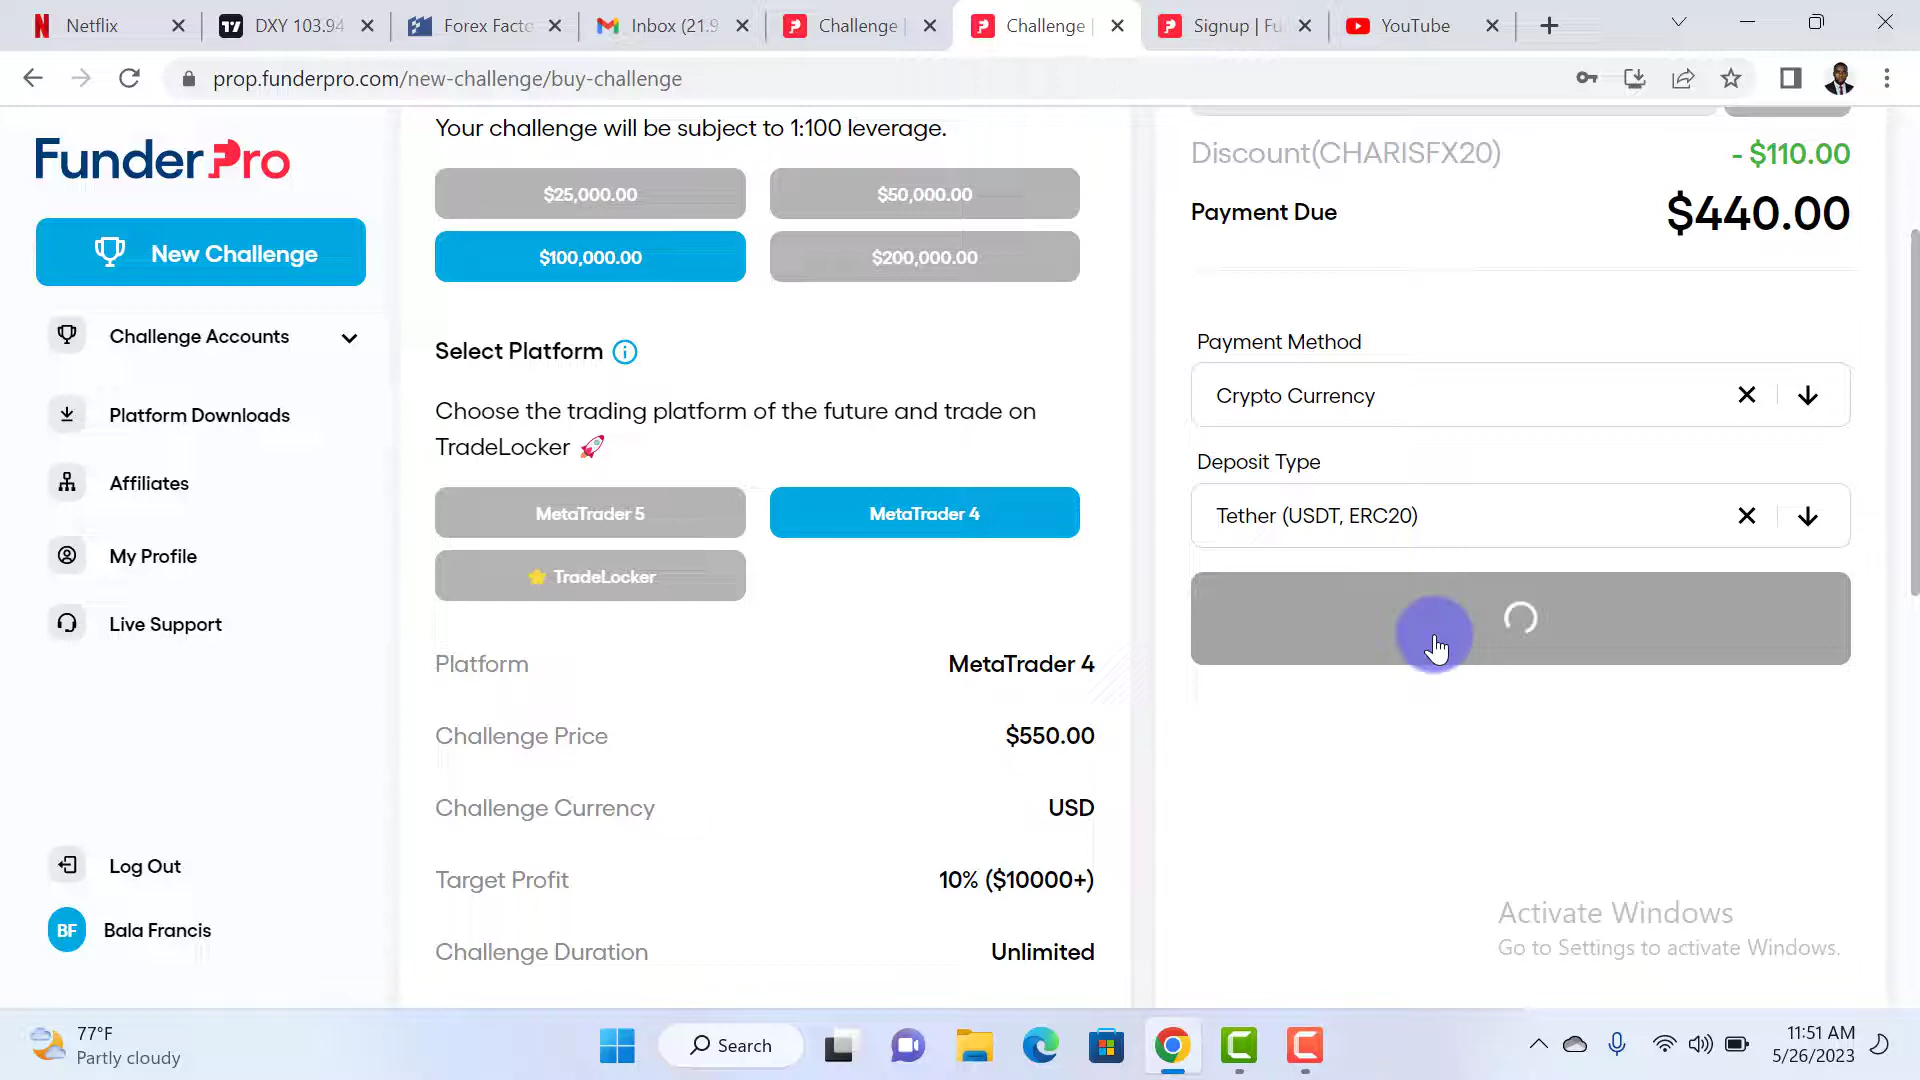 Netflix
DXY 103.94
Forex Facto
Inbox (21.9
Challenge |
Challenge |
Signup | Fu
YouTube
prop.funderpro.com/new-challenge/buy-challenge
FunderPro
New Challenge
Challenge Accounts
Platform Downloads
Affiliates
My Profile
Live Support
Log Out
BF Bala Francis
Your challenge will be subject to 1:100 leverage.
$25,000.00
$50,000.00
$100,000.00
$200,000.00
Select Platform
Choose the trading platform of the future and trade on
TradeLocker 🚀
MetaTrader 5
MetaTrader 4
⭐ TradeLocker
Platform MetaTrader 4
Challenge Price $550.00
Challenge Currency USD
Target Profit 10% ($10000+)
Challenge Duration Unlimited
Discount(CHARISFX20) - $110.00
Payment Due $440.00
Payment Method
Crypto Currency
Deposit Type
Tether (USDT, ERC20)
Activate Windows
Go to Settings to activate Windows.
77°F
Partly cloudy
Search
11:51 AM
5/26/2023